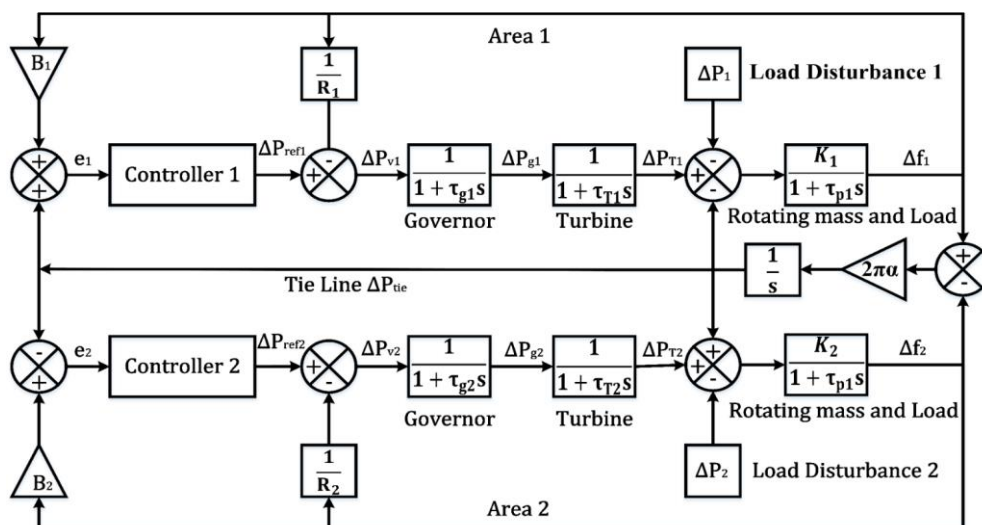 Area 1
B₁
1
R₁
ΔP₁
Load Disturbance 1
+
+
e₁
Controller 1
ΔPref1
+
-
ΔPv1
1
1 + τg1s
Governor
ΔPg1
1
1 + τT1s
Turbine
ΔPT1
-
+
-
K₁
1 + τp1s
Rotating mass and Load
Δf₁
Tie Line ΔPtie
1
s
2πα
+
-
-
+
e₂
Controller 2
ΔPref2
+
-
ΔPv2
1
1 + τg2s
Governor
ΔPg2
1
1 + τT2s
Turbine
ΔPT2
+
+
-
K₂
1 + τp1s
Rotating mass and Load
Δf₂
B₂
1
R₂
ΔP₂
Load Disturbance 2
Area 2